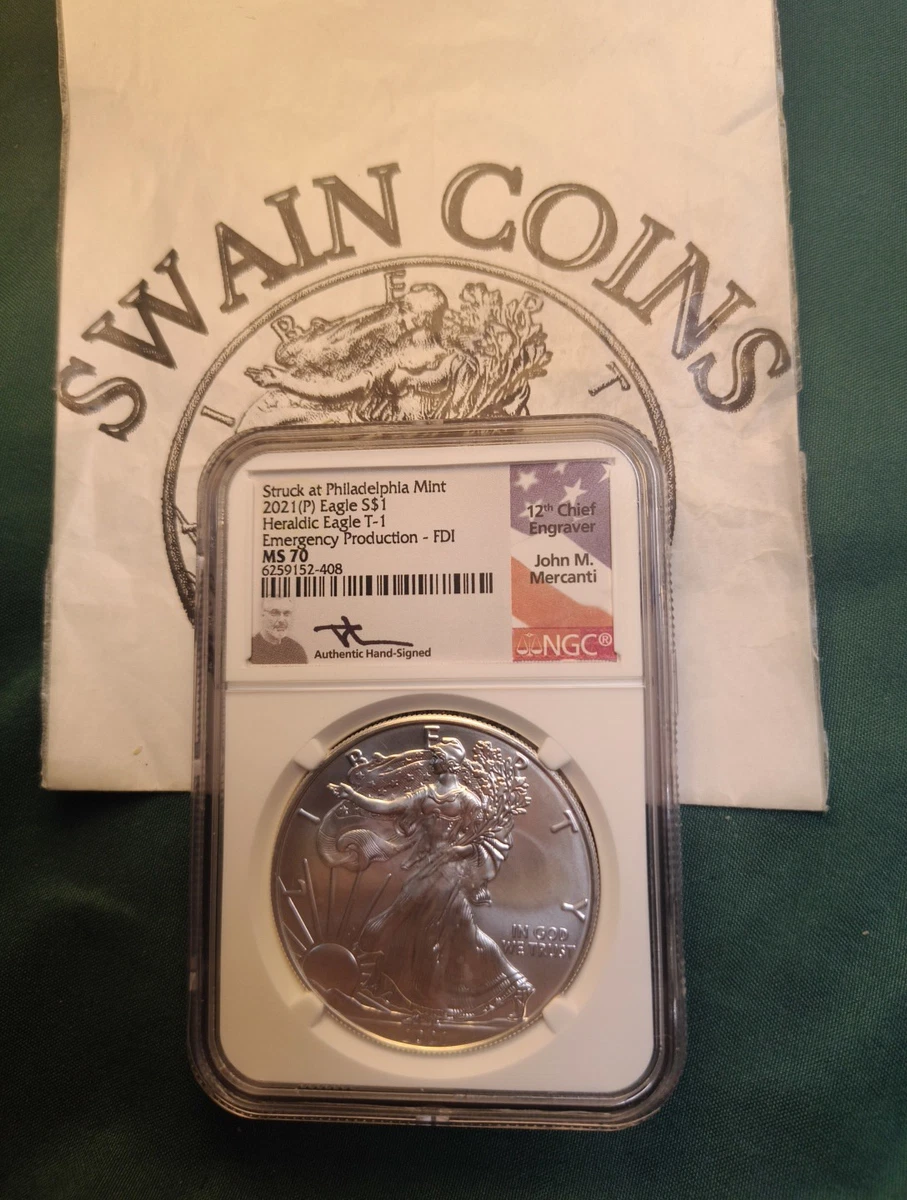 SWAIN COINS
I B E R T
Struck at Philadelphia Mint
2021(P) Eagle S$1
Heraldic Eagle T-1
Emergency Production - FDI
MS 70
6259152-408
Authentic Hand-Signed
12th Chief
Engraver
John M.
Mercanti
NGC®
LIBERTY
IN GOD
WE TRUST